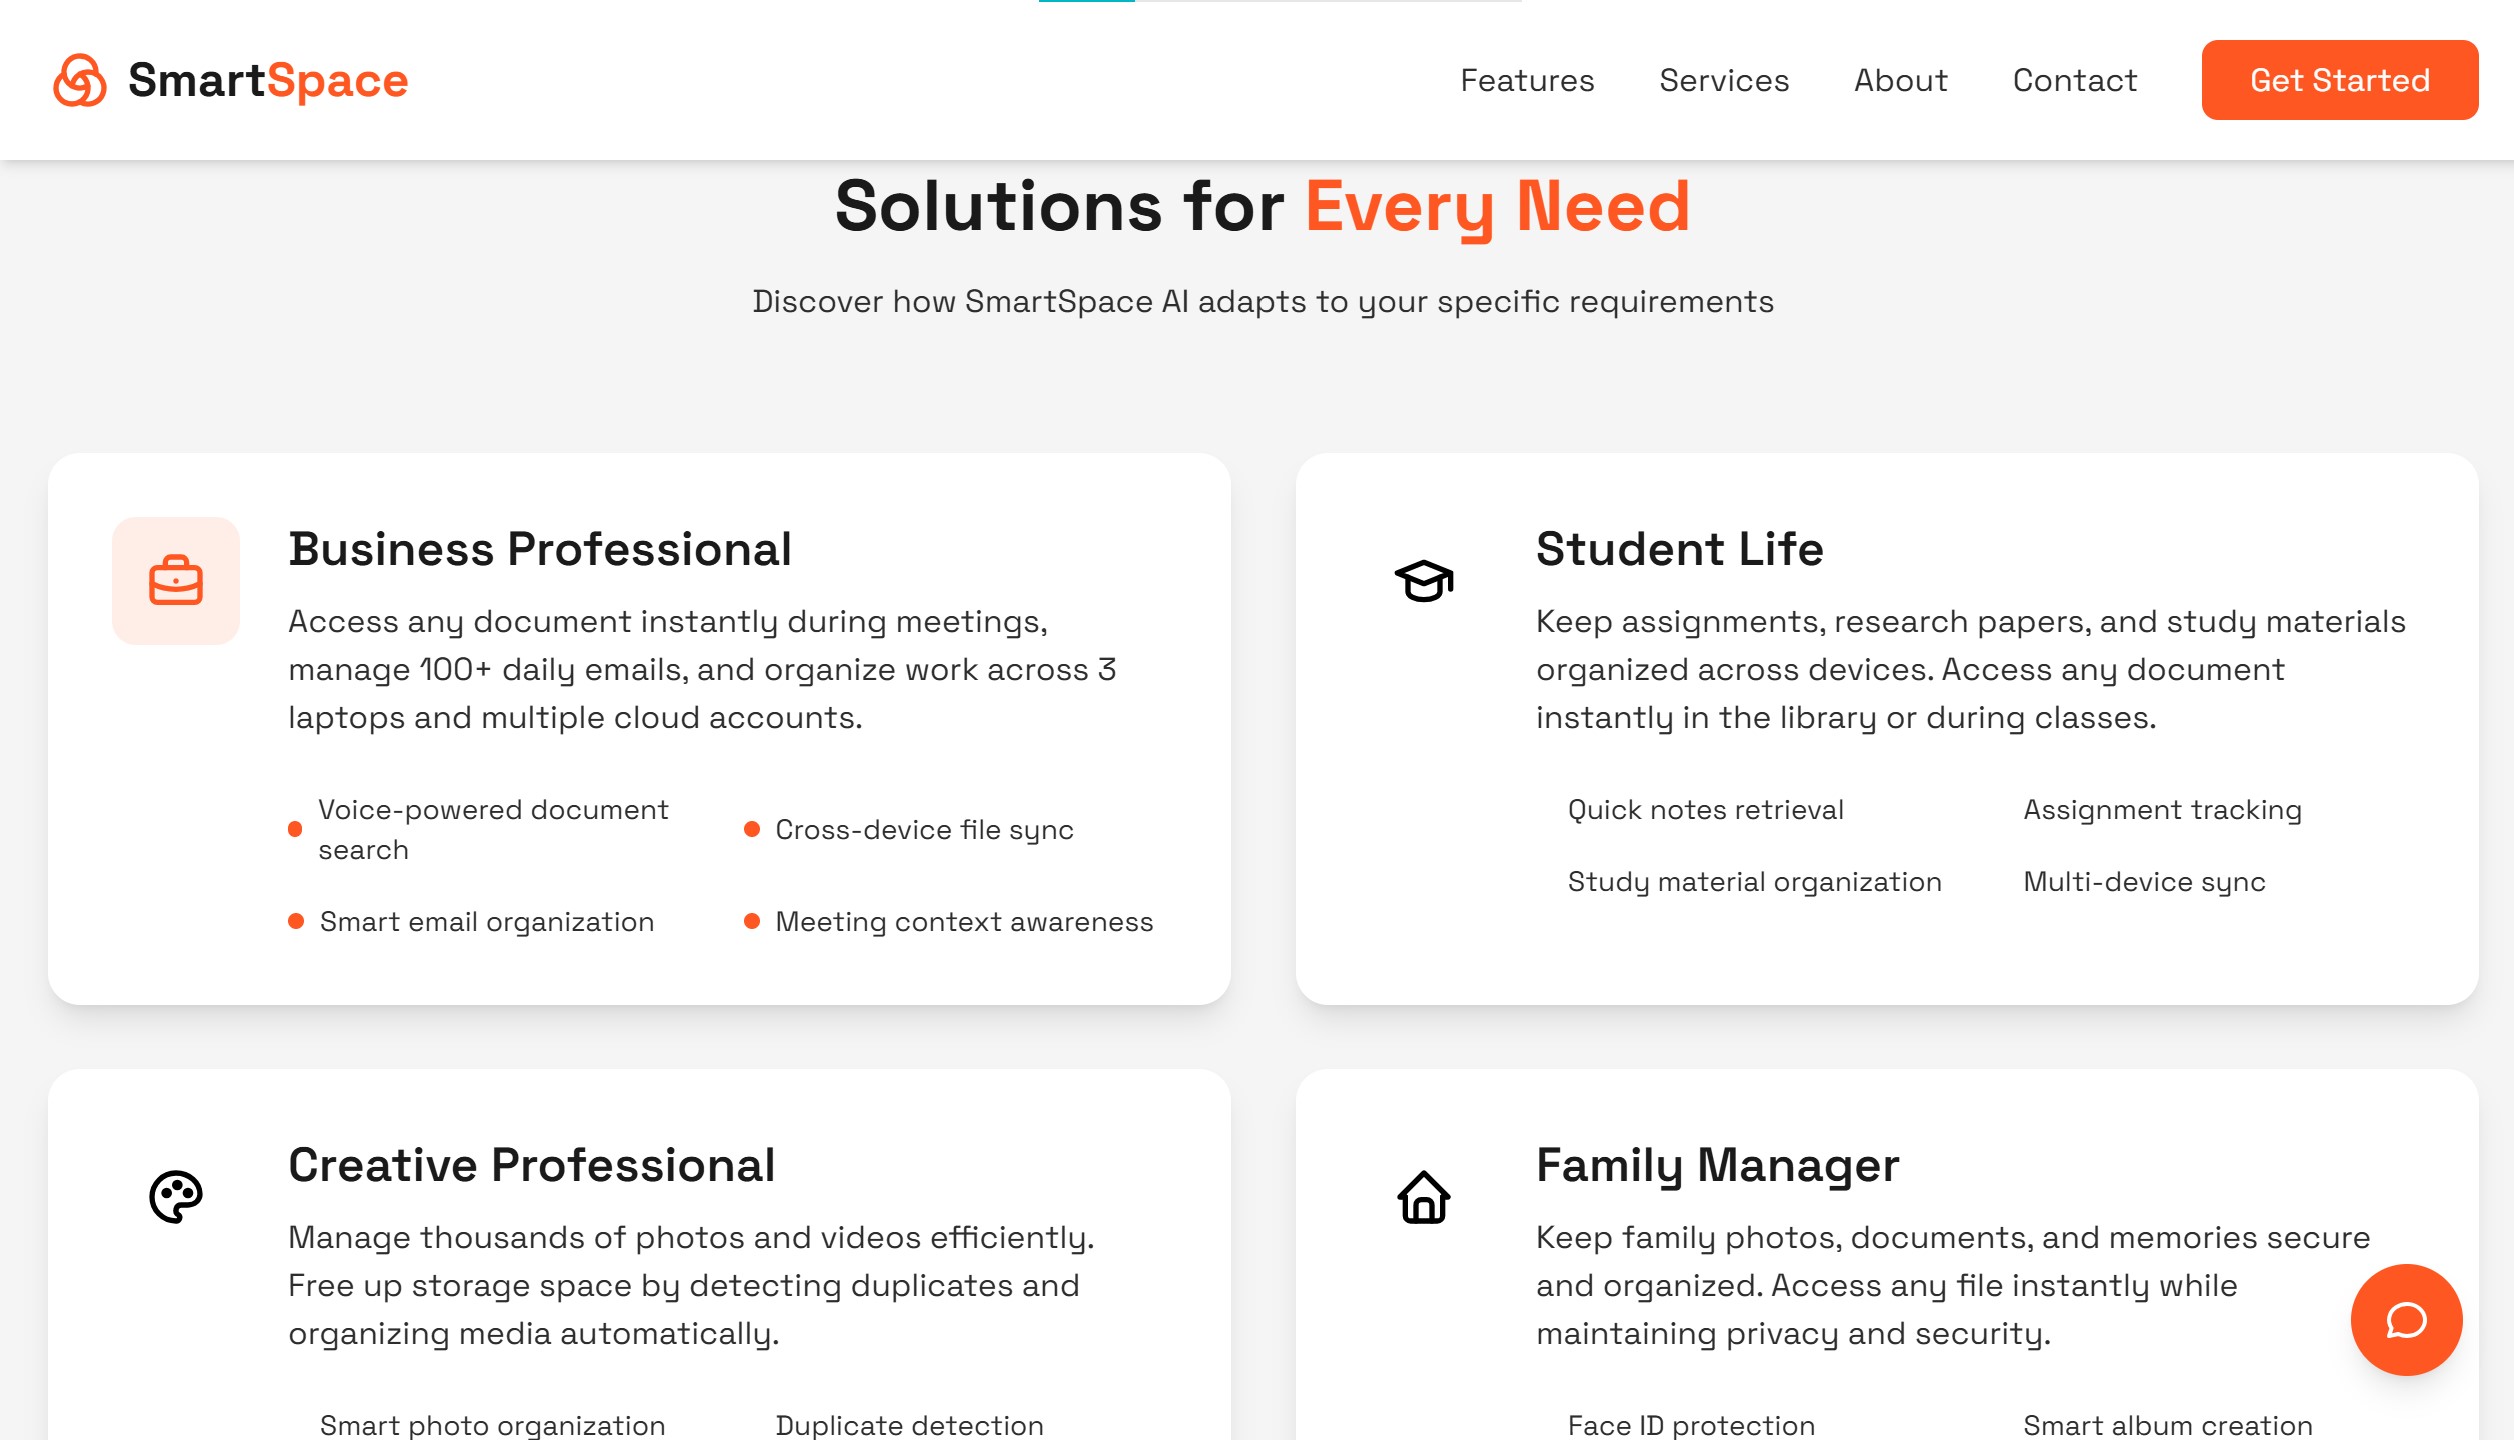 SmartSpace
Features
Services
About
Contact
Get Started
Solutions for Every Need
Discover how SmartSpace AI adapts to your specific requirements
Business Professional
Access any document instantly during meetings,
manage 100+ daily emails, and organize work across 3
laptops and multiple cloud accounts.
Voice-powered document
search
Cross-device file sync
Smart email organization
Meeting context awareness
Student Life
Keep assignments, research papers, and study materials
organized across devices. Access any document
instantly in the library or during classes.
Quick notes retrieval
Assignment tracking
Study material organization
Multi-device sync
Creative Professional
Manage thousands of photos and videos efficiently.
Free up storage space by detecting duplicates and
organizing media automatically.
Smart photo organization
Duplicate detection
Family Manager
Keep family photos, documents, and memories secure
and organized. Access any file instantly while
maintaining privacy and security.
Face ID protection
Smart album creation